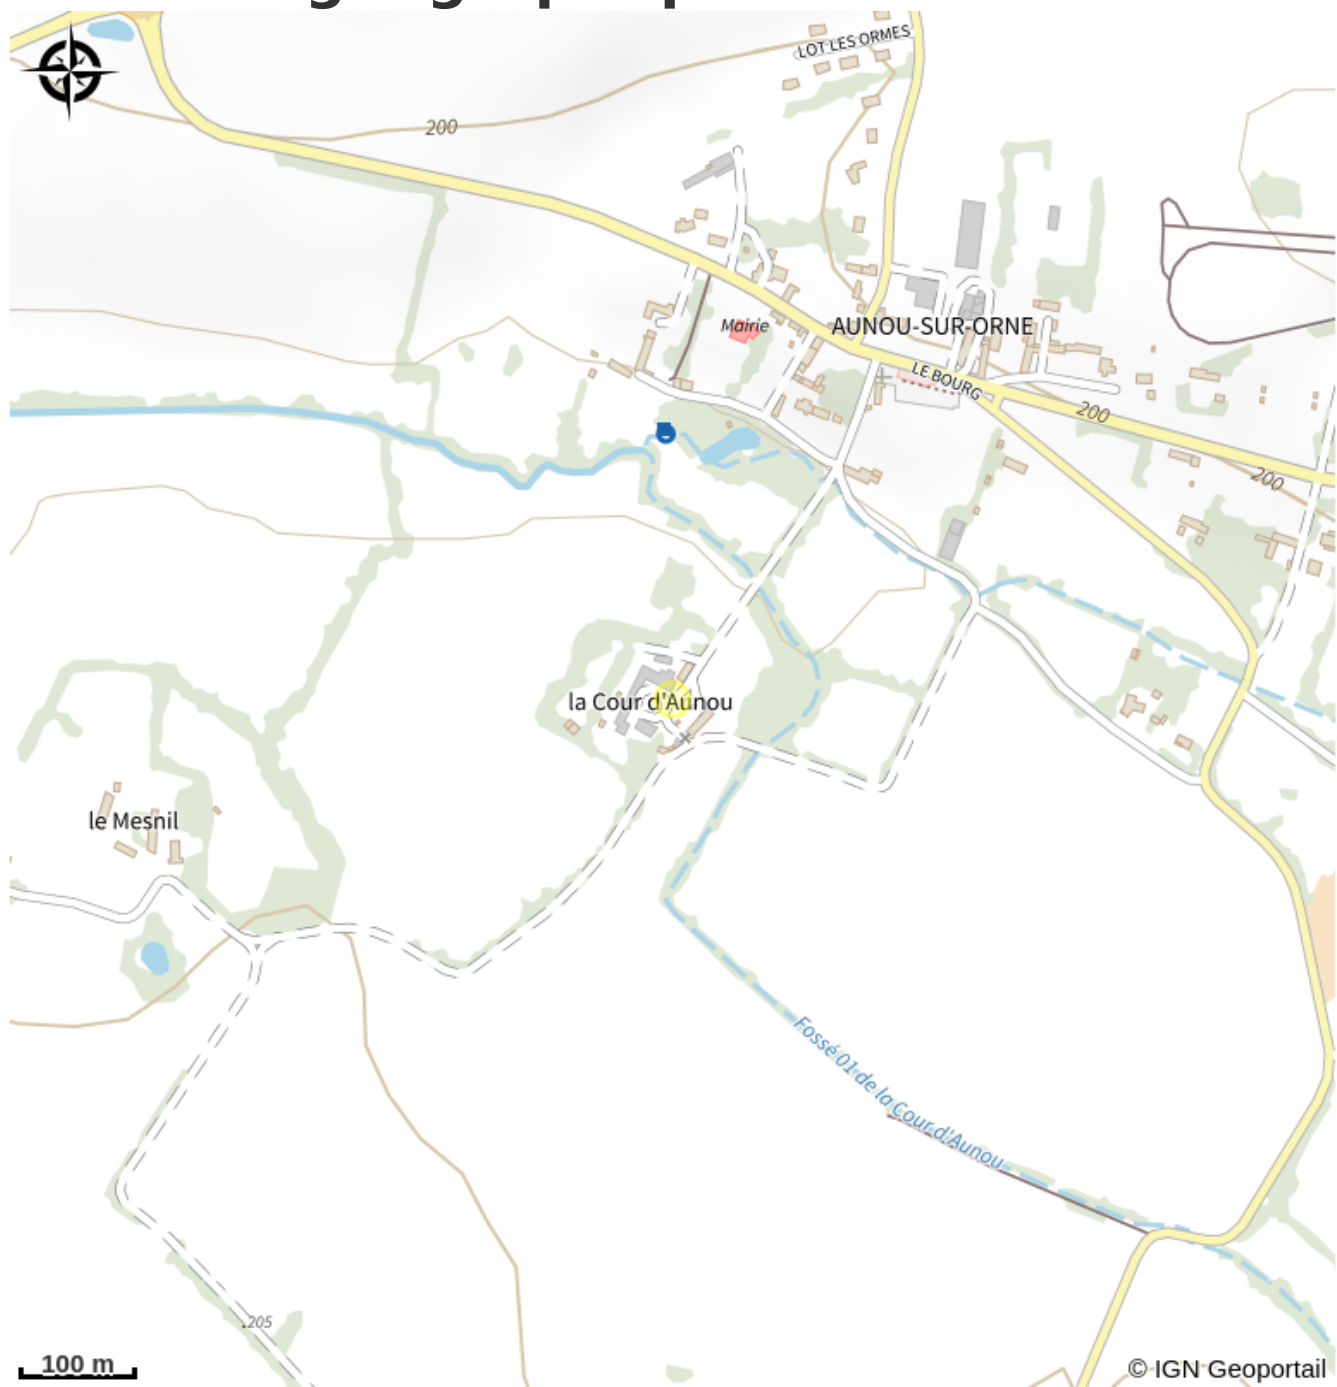 LOT LES ORMES
200
Mairie
AUNOU-SUR-ORNE
LE BOURG
200
200
la Cour d'Aunou
le Mesnil
Fossé 01 de la Cour d'Aunou
.205
100 m
© IGN Geoportail